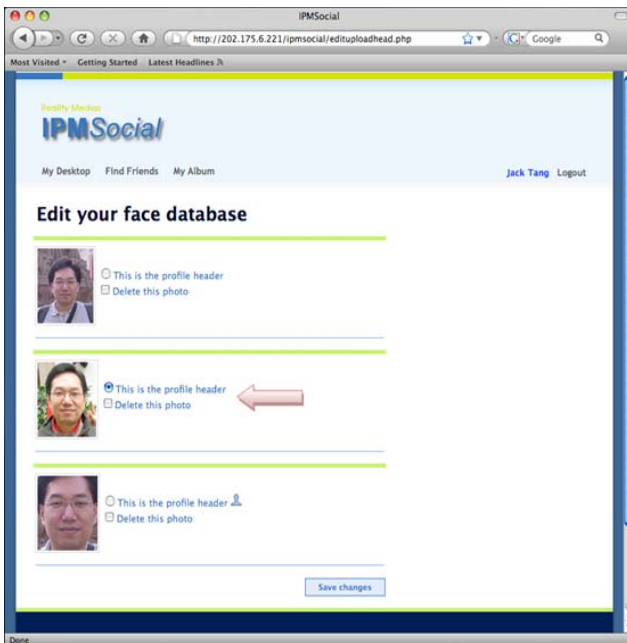 IPMSocial
http://202.175.6.221/ipmsocial/edituploadhead.php
Google
Most Visited
Getting Started
Latest Headlines
Reality Medias
IPMSocial
My Desktop
Find Friends
My Album
Jack Tang
Logout
Edit your face database
This is the profile header
Delete this photo
This is the profile header
Delete this photo
This is the profile header
Delete this photo
Save changes
Done